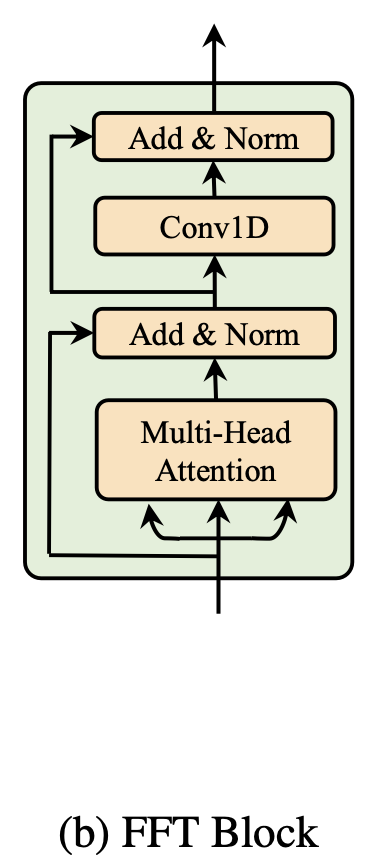 Add & Norm
Conv1D
Add & Norm
Multi-Head
Attention
(b) FFT Block